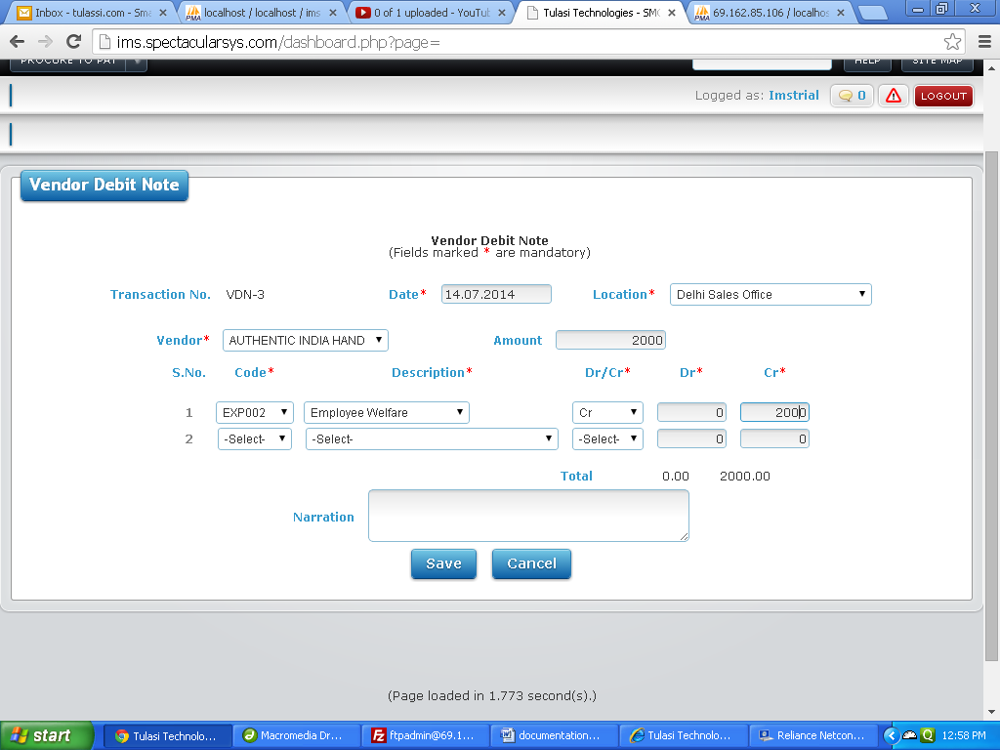 Inbox - tulassi.com - Sma
localhost / localhost / ims
0 of 1 uploaded - YouTub
Tulasi Technologies - SMC
69.162.85.106 / localhos
ims.spectacularsys.com/dashboard.php?page=
PROCURE TO PAY HELP SITE MAP
Logged as: Imstrial 0 LOGOUT
Vendor Debit Note
Vendor Debit Note
(Fields marked * are mandatory)
Transaction No. VDN-3 Date* 14.07.2014 Location* Delhi Sales Office
Vendor* AUTHENTIC INDIA HAND Amount 2000
S.No. Code* Description* Dr/Cr* Dr* Cr*
1 EXP002 Employee Welfare Cr 0 2000
2 -Select- -Select- -Select- 0 0
Total 0.00 2000.00
Narration
Save Cancel
(Page loaded in 1.773 second(s).)
start Tulasi Technolo... Macromedia Dr... ftpadmin@69.1... documentation... Tulasi Technolo... Reliance Netcon... 12:58 PM